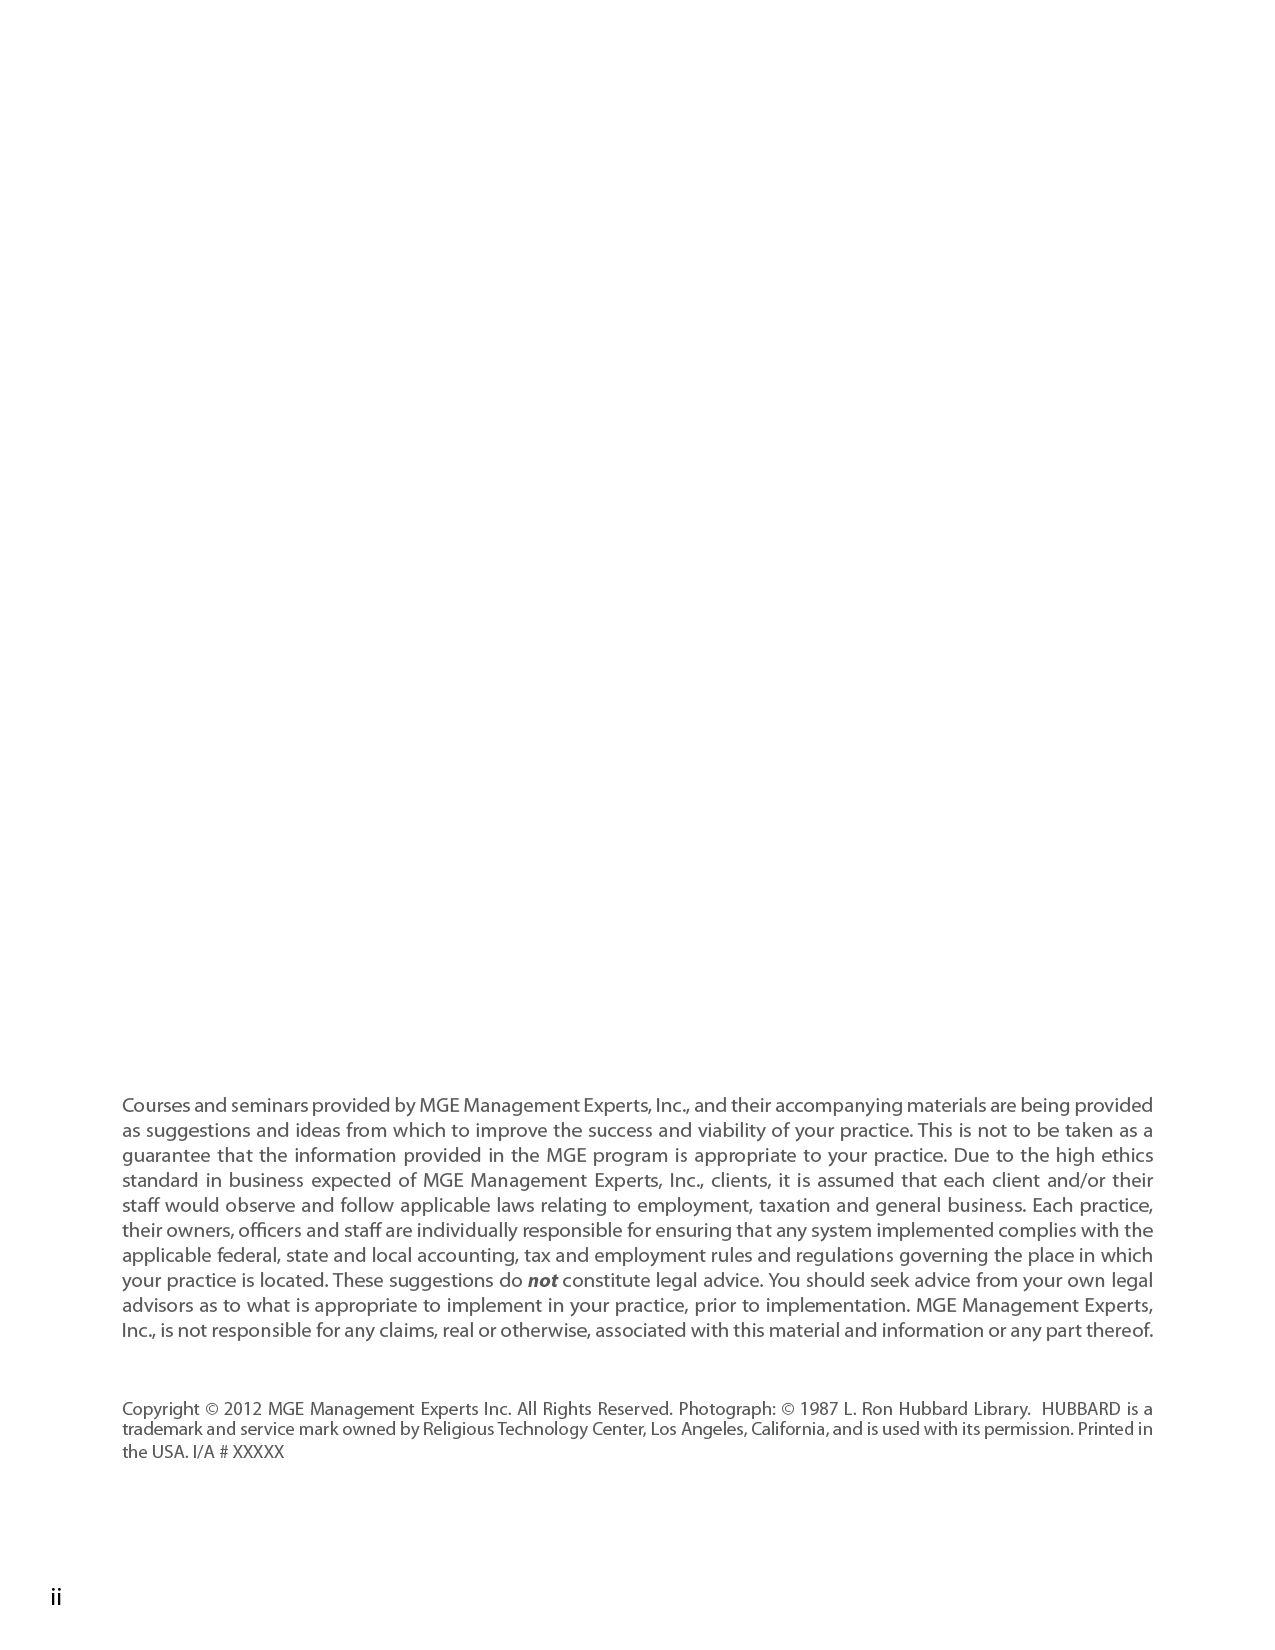 Courses and seminars provided by MGE Management Experts, Inc., and their accompanying materials are being provided
as suggestions and ideas from which to improve the success and viability of your practice. This is not to be taken as a
guarantee that the information provided in the MGE program is appropriate to your practice. Due to the high ethics
standard in business expected of MGE Management Experts, Inc., clients, it is assumed that each client and/or their
staff would observe and follow applicable laws relating to employment, taxation and general business. Each practice,
their owners, officers and staff are individually responsible for ensuring that any system implemented complies with the
applicable federal, state and local accounting, tax and employment rules and regulations governing the place in which
your practice is located. These suggestions do not constitute legal advice. You should seek advice from your own legal
advisors as to what is appropriate to implement in your practice, prior to implementation. MGE Management Experts,
Inc., is not responsible for any claims, real or otherwise, associated with this material and information or any part thereof.
Copyright © 2012 MGE Management Experts Inc. All Rights Reserved. Photograph: © 1987 L. Ron Hubbard Library.  HUBBARD is a
trademark and service mark owned by Religious Technology Center, Los Angeles, California, and is used with its permission. Printed in
the USA. I/A # XXXXX
ii